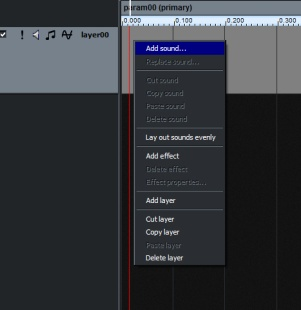 param00 (primary)
0.000 0.100 0.200 0.300
layer00
Add sound...
Replace sound...
Cut sound
Copy sound
Paste sound
Delete sound
Lay out sounds evenly
Add effect
Delete effect
Effect properties...
Add layer
Cut layer
Copy layer
Paste layer
Delete layer